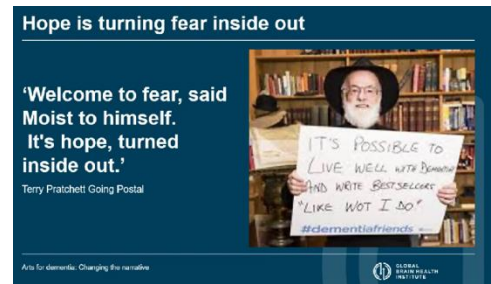 Hope is turning fear inside out
‘Welcome to fear, said
Moist to himself.
It's hope, turned
inside out.’
Terry Pratchett Going Postal
IT'S POSSIBLE TO
LIVE WELL WITH DEMENTIA
AND WRITE BESTSELLERS
"LIKE WOT I DO"
#dementiafriends
Arts for dementia: Changing the narrative
GLOBAL
BRAIN HEALTH
INSTITUTE